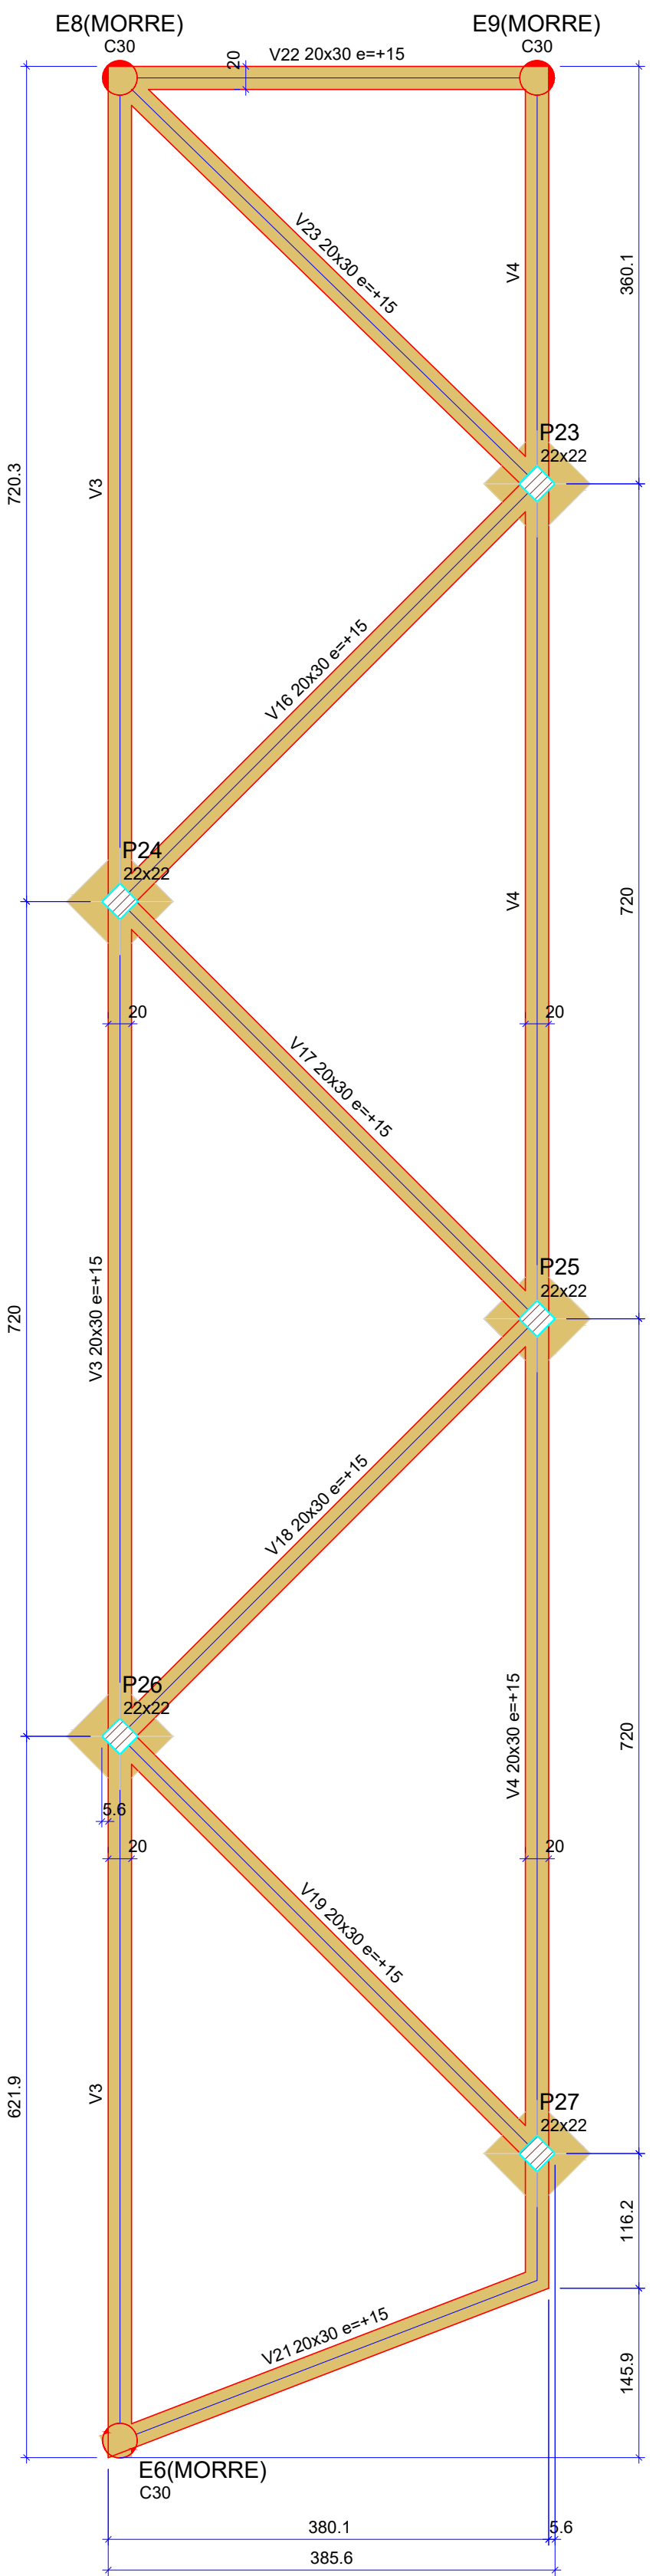 E8(MORRE)
C30
E9(MORRE)
C30
V22 20x30 e=+15
20
V23 20x30 e=+15
V4
360.1
P23
22x22
720.3
V3
V16 20x30 e=+15
P24
22x22
V4
720
20
20
V17 20x30 e=+15
P25
22x22
720
V3 20x30 e=+15
V18 20x30 e=+15
P26
22x22
V4 20x30 e=+15
720
5.6
20
20
V19 20x30 e=+15
621.9
V3
P27
22x22
116.2
V21 20x30 e=+15
145.9
E6(MORRE)
C30
380.1
5.6
385.6